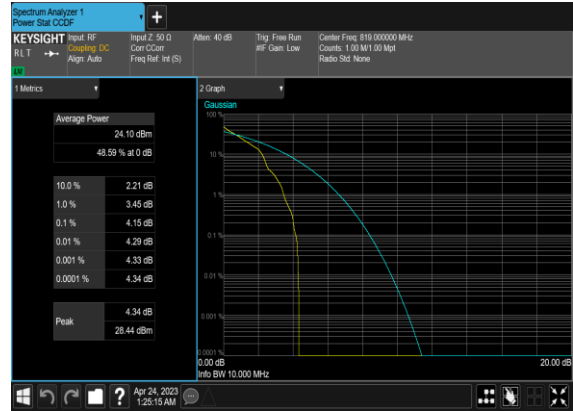 Spectrum Analyzer 1
Power Stat CCDF
KEYSIGHT
RLT
LXI
Input: RF
Coupling: DC
Align: Auto
Input Z: 50 Ω
Corr CCorr
Freq Ref: Int (S)
Atten: 40 dB
Trig: Free Run
#IF Gain: Low
Center Freq: 819.000000 MHz
Counts: 1.00 M/1.00 Mpt
Radio Std: None
1 Metrics
Average Power
24.10 dBm
48.59 % at 0 dB
10.0 % 2.21 dB
1.0 % 3.45 dB
0.1 % 4.15 dB
0.01 % 4.29 dB
0.001 % 4.33 dB
0.0001 % 4.34 dB
Peak
4.34 dB
28.44 dBm
2 Graph
Gaussian
100 %
10 %
1 %
0.1 %
0.01 %
0.001 %
0.0001 %
0.00 dB
20.00 dB
Info BW 10.000 MHz
?
Apr 24, 2023
1:25:15 AM